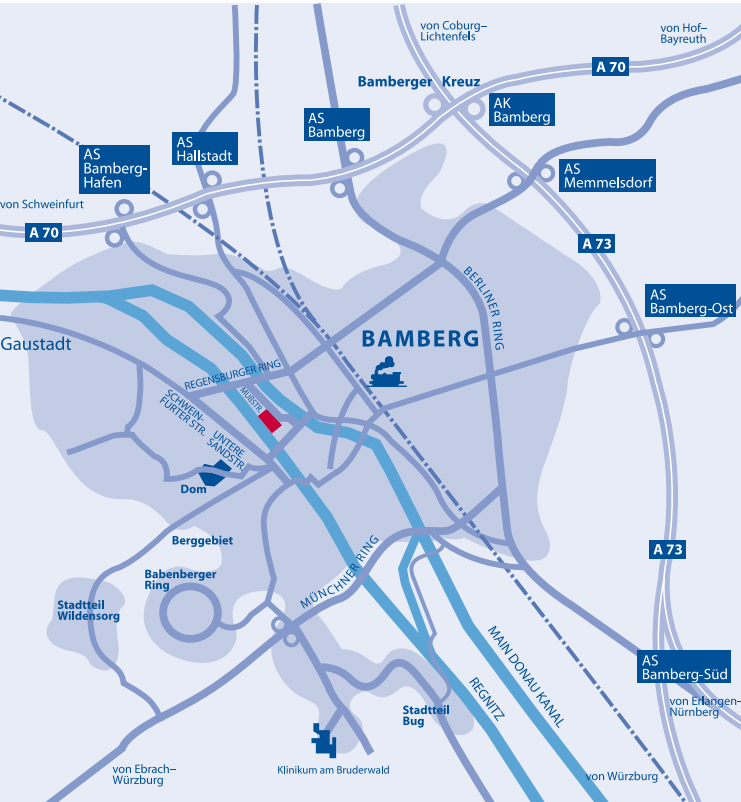 von Coburg–
Lichtenfels
von Hof–
Bayreuth
A 70
Bamberger Kreuz
AK
Bamberg
AS
Bamberg
AS
Hallstadt
AS
Bamberg-
Hafen
AS
Memmelsdorf
von Schweinfurt
A 70
A 73
BERLINER RING
AS
Bamberg-Ost
Gaustadt
BAMBERG
REGENSBURGER RING
MUßSTR.
SCHWEIN-
FURTER STR.
UNTERE
SANDSTR.
Dom
Berggebiet
A 73
Babenberger
Ring
MÜNCHNER RING
Stadtteil
Wildensorg
MAIN DONAU KANAL
REGNITZ
AS
Bamberg-Süd
von Erlangen–
Nürnberg
Stadtteil
Bug
von Ebrach–
Würzburg
Klinikum am Bruderwald
von Würzburg